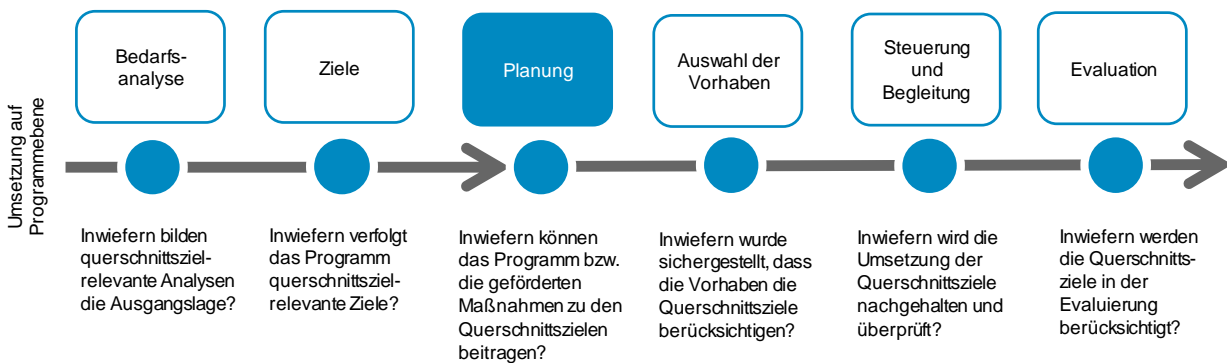 Umsetzung auf
Programmebene
Bedarfs-
analyse
Ziele
Planung
Auswahl der
Vorhaben
Steuerung
und
Begleitung
Evaluation
Inwiefern bilden
querschnittsziel-
relevante Analysen
die Ausgangslage?
Inwiefern verfolgt
das Programm
querschnittsziel-
relevante Ziele?
Inwiefern können
das Programm bzw.
die geförderten
Maßnahmen zu den
Querschnittszielen
beitragen?
Inwiefern wurde
sichergestellt, dass
die Vorhaben die
Querschnittsziele
berücksichtigen?
Inwiefern wird die
Umsetzung der
Querschnittsziele
nachgehalten und
überprüft?
Inwiefern werden
die Querschnitts-
ziele in der
Evaluierung
berücksichtigt?